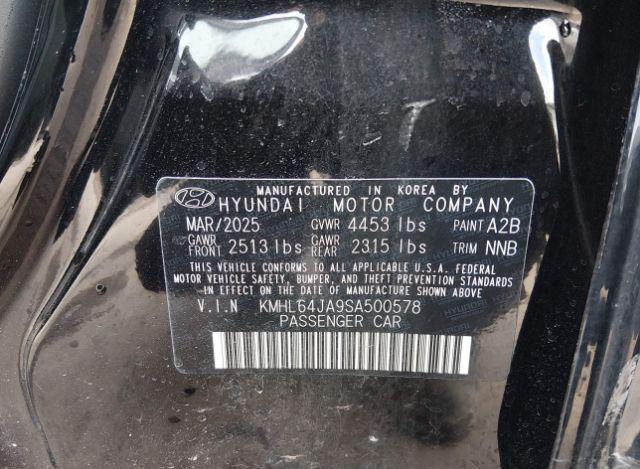 MANUFACTURED IN KOREA BY
HYUNDAI MOTOR COMPANY
MAR/2025 GVWR 4453 lbs PAINT A2B
GAWR FRONT 2513 lbs GAWR REAR 2315 lbs TRIM NNB
THIS VEHICLE CONFORMS TO ALL APPLICABLE U.S.A. FEDERAL
MOTOR VEHICLE SAFETY, BUMPER, AND THEFT PREVENTION STANDARDS
IN EFFECT ON THE DATE OF MANUFACTURE SHOWN ABOVE
V.I.N KMHL64JA9SA500578
PASSENGER CAR